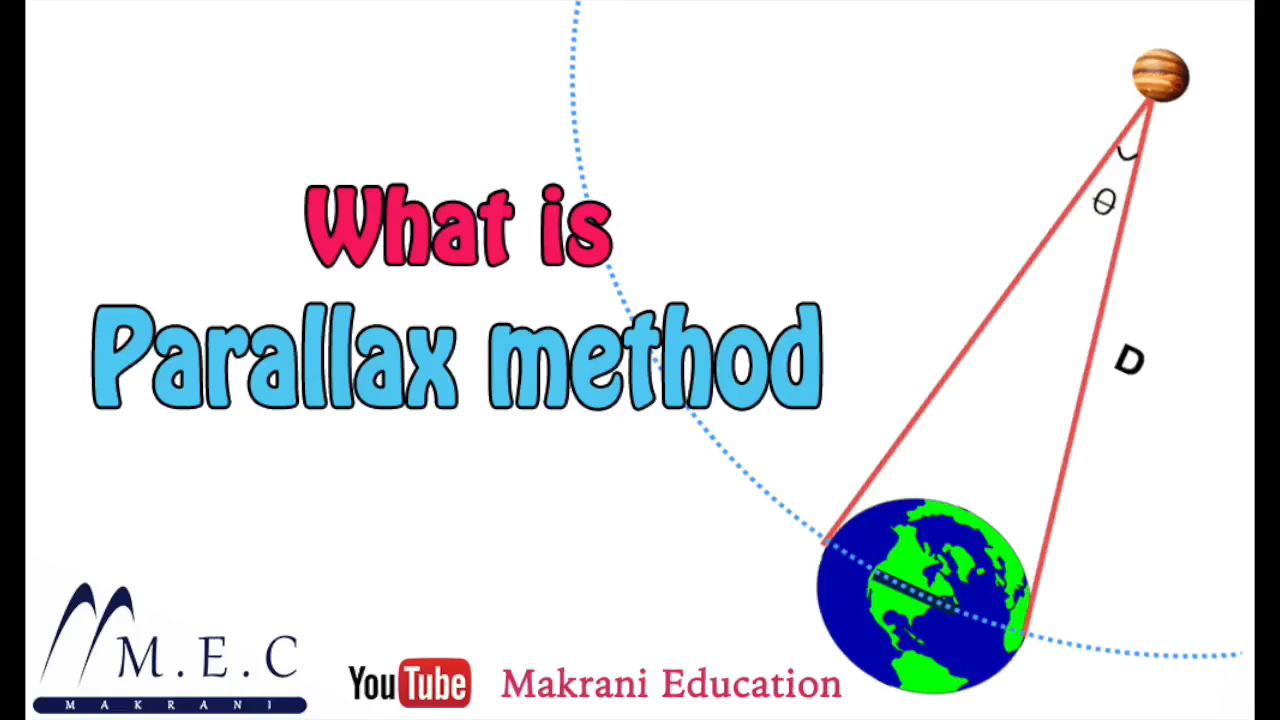 What is
Parallax method
θ
D
M.E.C
MAKRANI
YouTube
Makrani Education